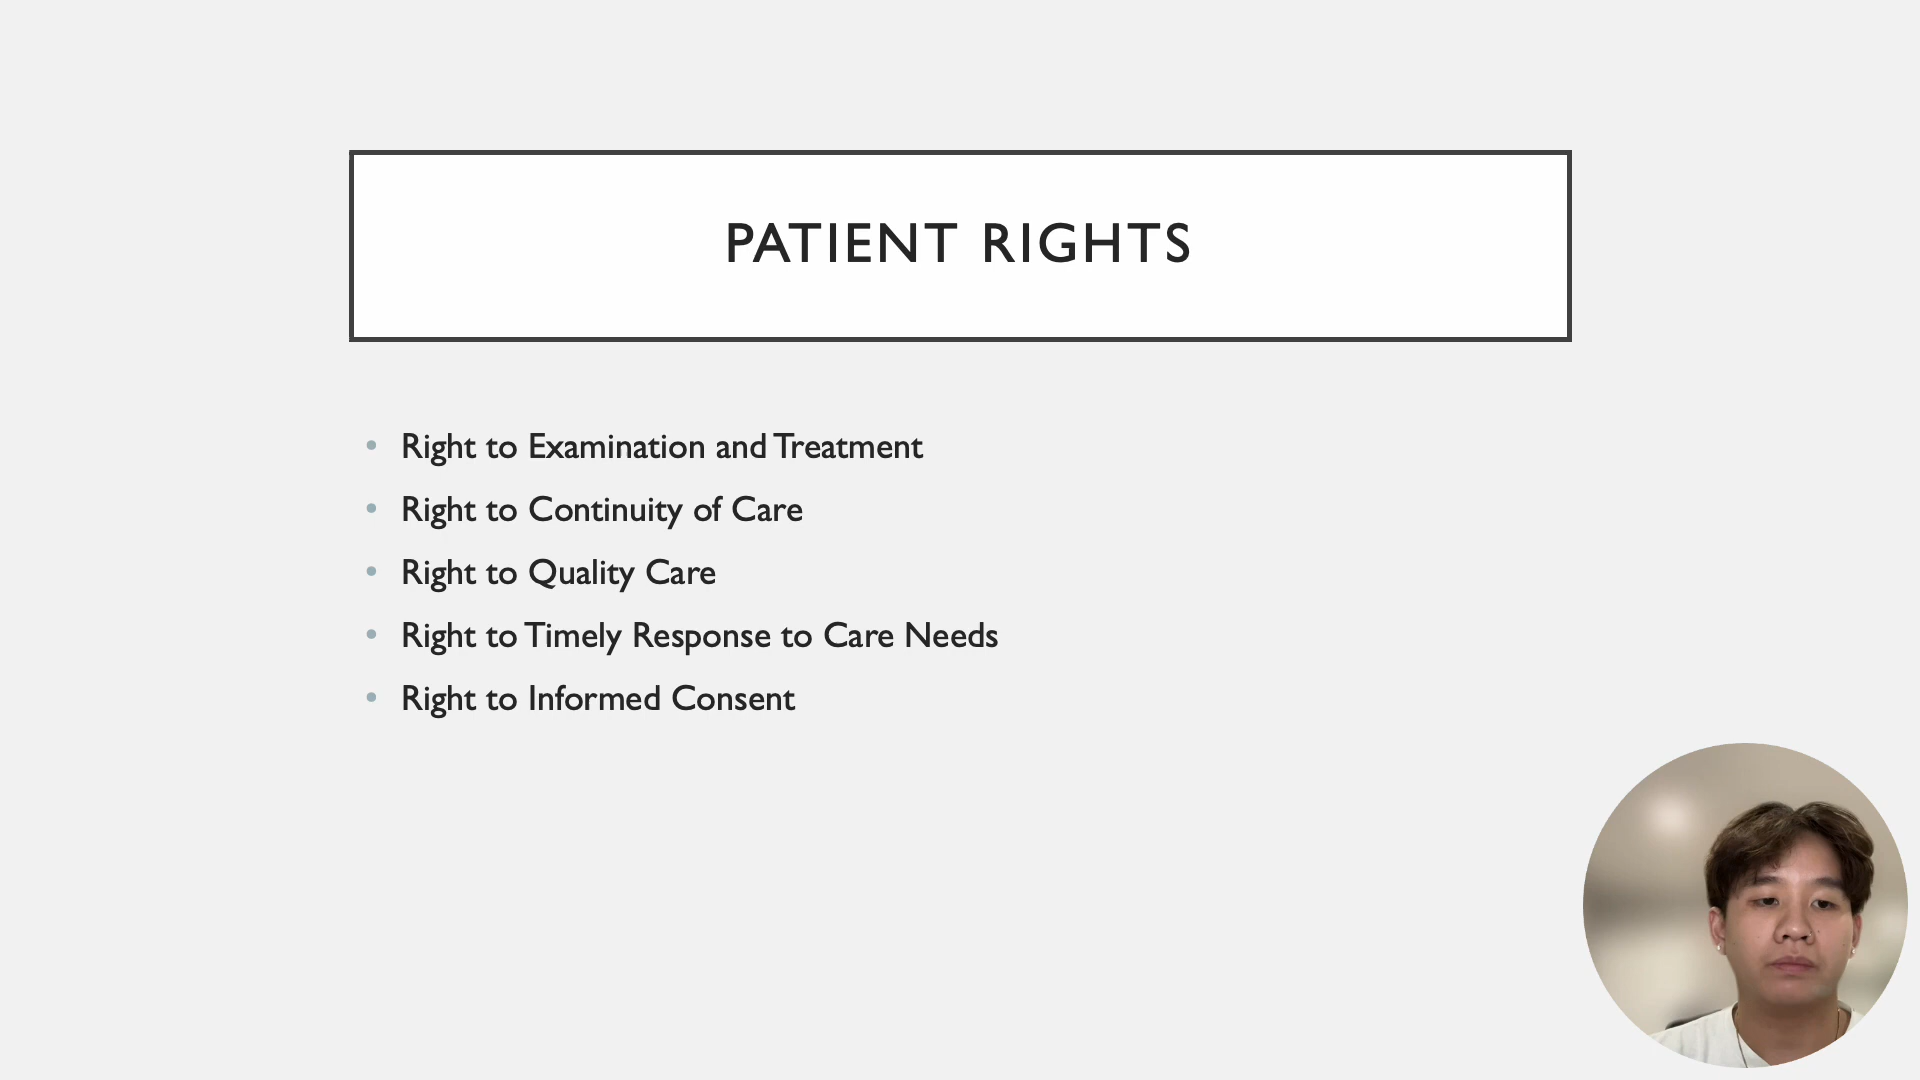 PATIENT RIGHTS
• Right to Examination and Treatment
• Right to Continuity of Care
• Right to Quality Care
• Right to Timely Response to Care Needs
• Right to Informed Consent